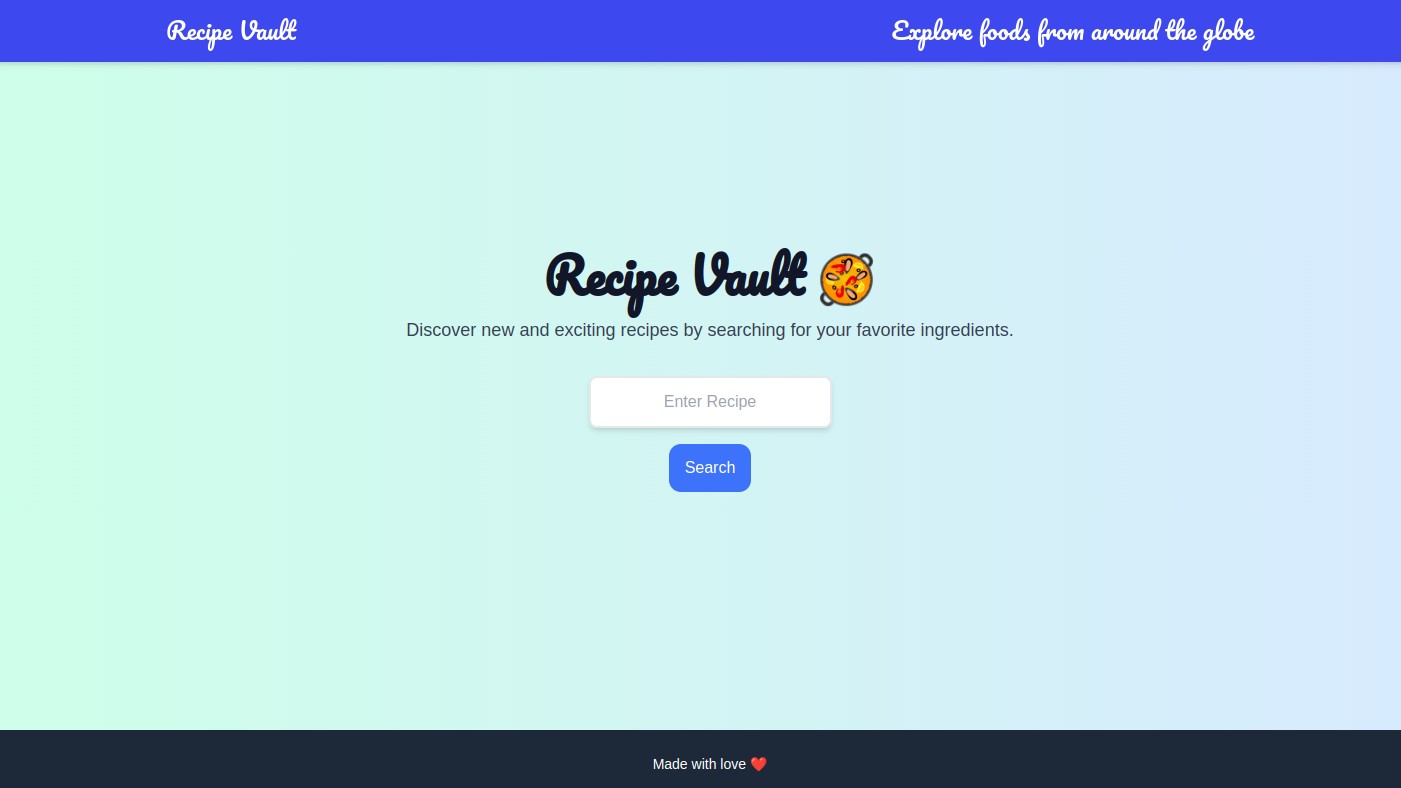 Recipe Vault
Explore foods from around the globe
Recipe Vault 🥘
Discover new and exciting recipes by searching for your favorite ingredients.
Enter Recipe
Search
Made with love ❤️